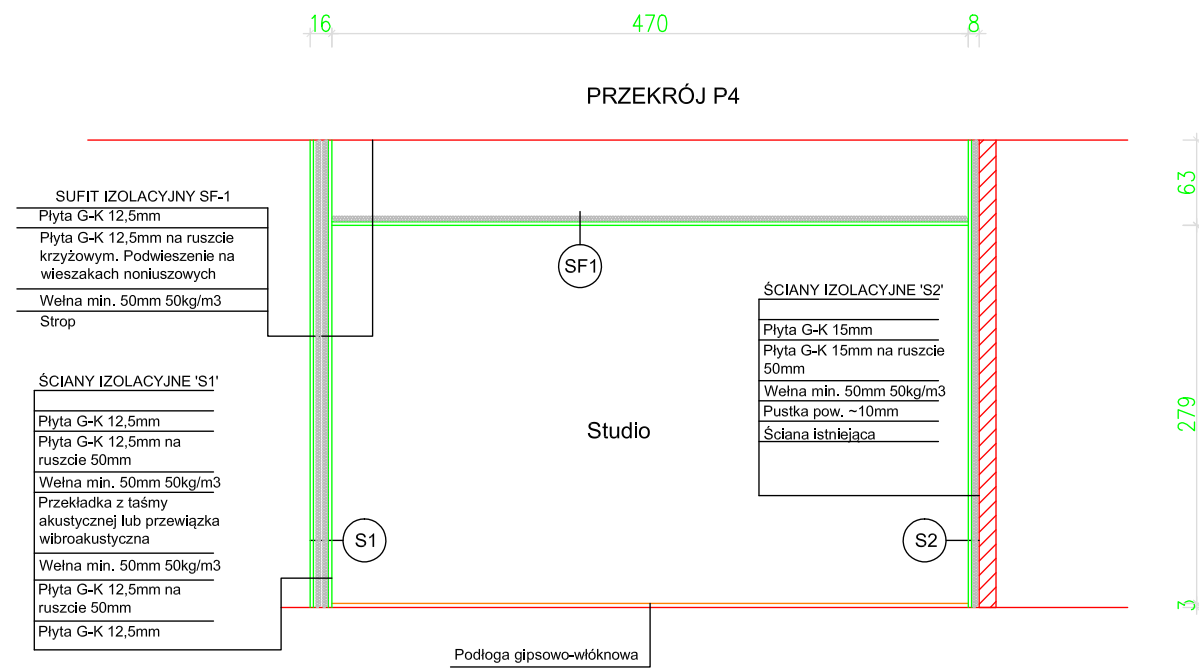 16
470
8
PRZEKRÓJ P4
63
279
3
SUFIT IZOLACYJNY SF-1
Płyta G-K 12,5mm
Płyta G-K 12,5mm na ruszcie
krzyżowym. Podwieszenie na
wieszakach noniuszowych
Wełna min. 50mm 50kg/m3
Strop
SF1
ŚCIANY IZOLACYJNE 'S2'
Płyta G-K 15mm
Płyta G-K 15mm na ruszcie
50mm
Wełna min. 50mm 50kg/m3
Pustka pow. ~10mm
Ściana istniejąca
ŚCIANY IZOLACYJNE 'S1'
Płyta G-K 12,5mm
Płyta G-K 12,5mm na
ruszcie 50mm
Wełna min. 50mm 50kg/m3
Przekładka z taśmy
akustycznej lub przewiązka
wibroakustyczna
Wełna min. 50mm 50kg/m3
Płyta G-K 12,5mm na
ruszcie 50mm
Płyta G-K 12,5mm
Studio
S1
S2
Podłoga gipsowo-włóknowa